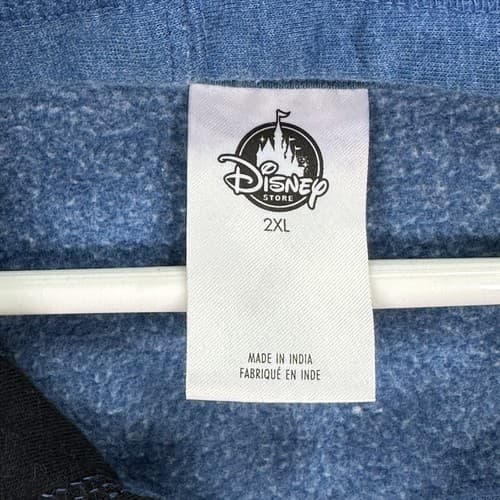 Disney
STORE
2XL
MADE IN INDIA
FABRIQUÉ EN INDE